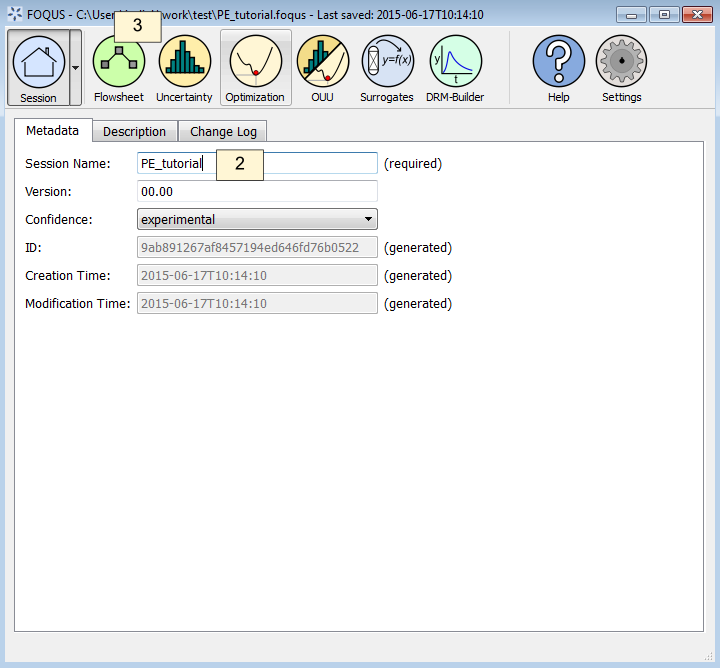 FOQUS - C:\User work\test\PE_tutorial.foqus - Last saved: 2015-06-17T10:14:10
3
y=f(x)
y
t
Session
Flowsheet
Uncertainty
Optimization
OUU
Surrogates
DRM-Builder
Help
Settings
Metadata
Description
Change Log
Session Name: PE_tutorial 2 (required)
Version: 00.00
Confidence: experimental
ID: 9ab891267af8457194ed646fd76b0522 (generated)
Creation Time: 2015-06-17T10:14:10 (generated)
Modification Time: 2015-06-17T10:14:10 (generated)